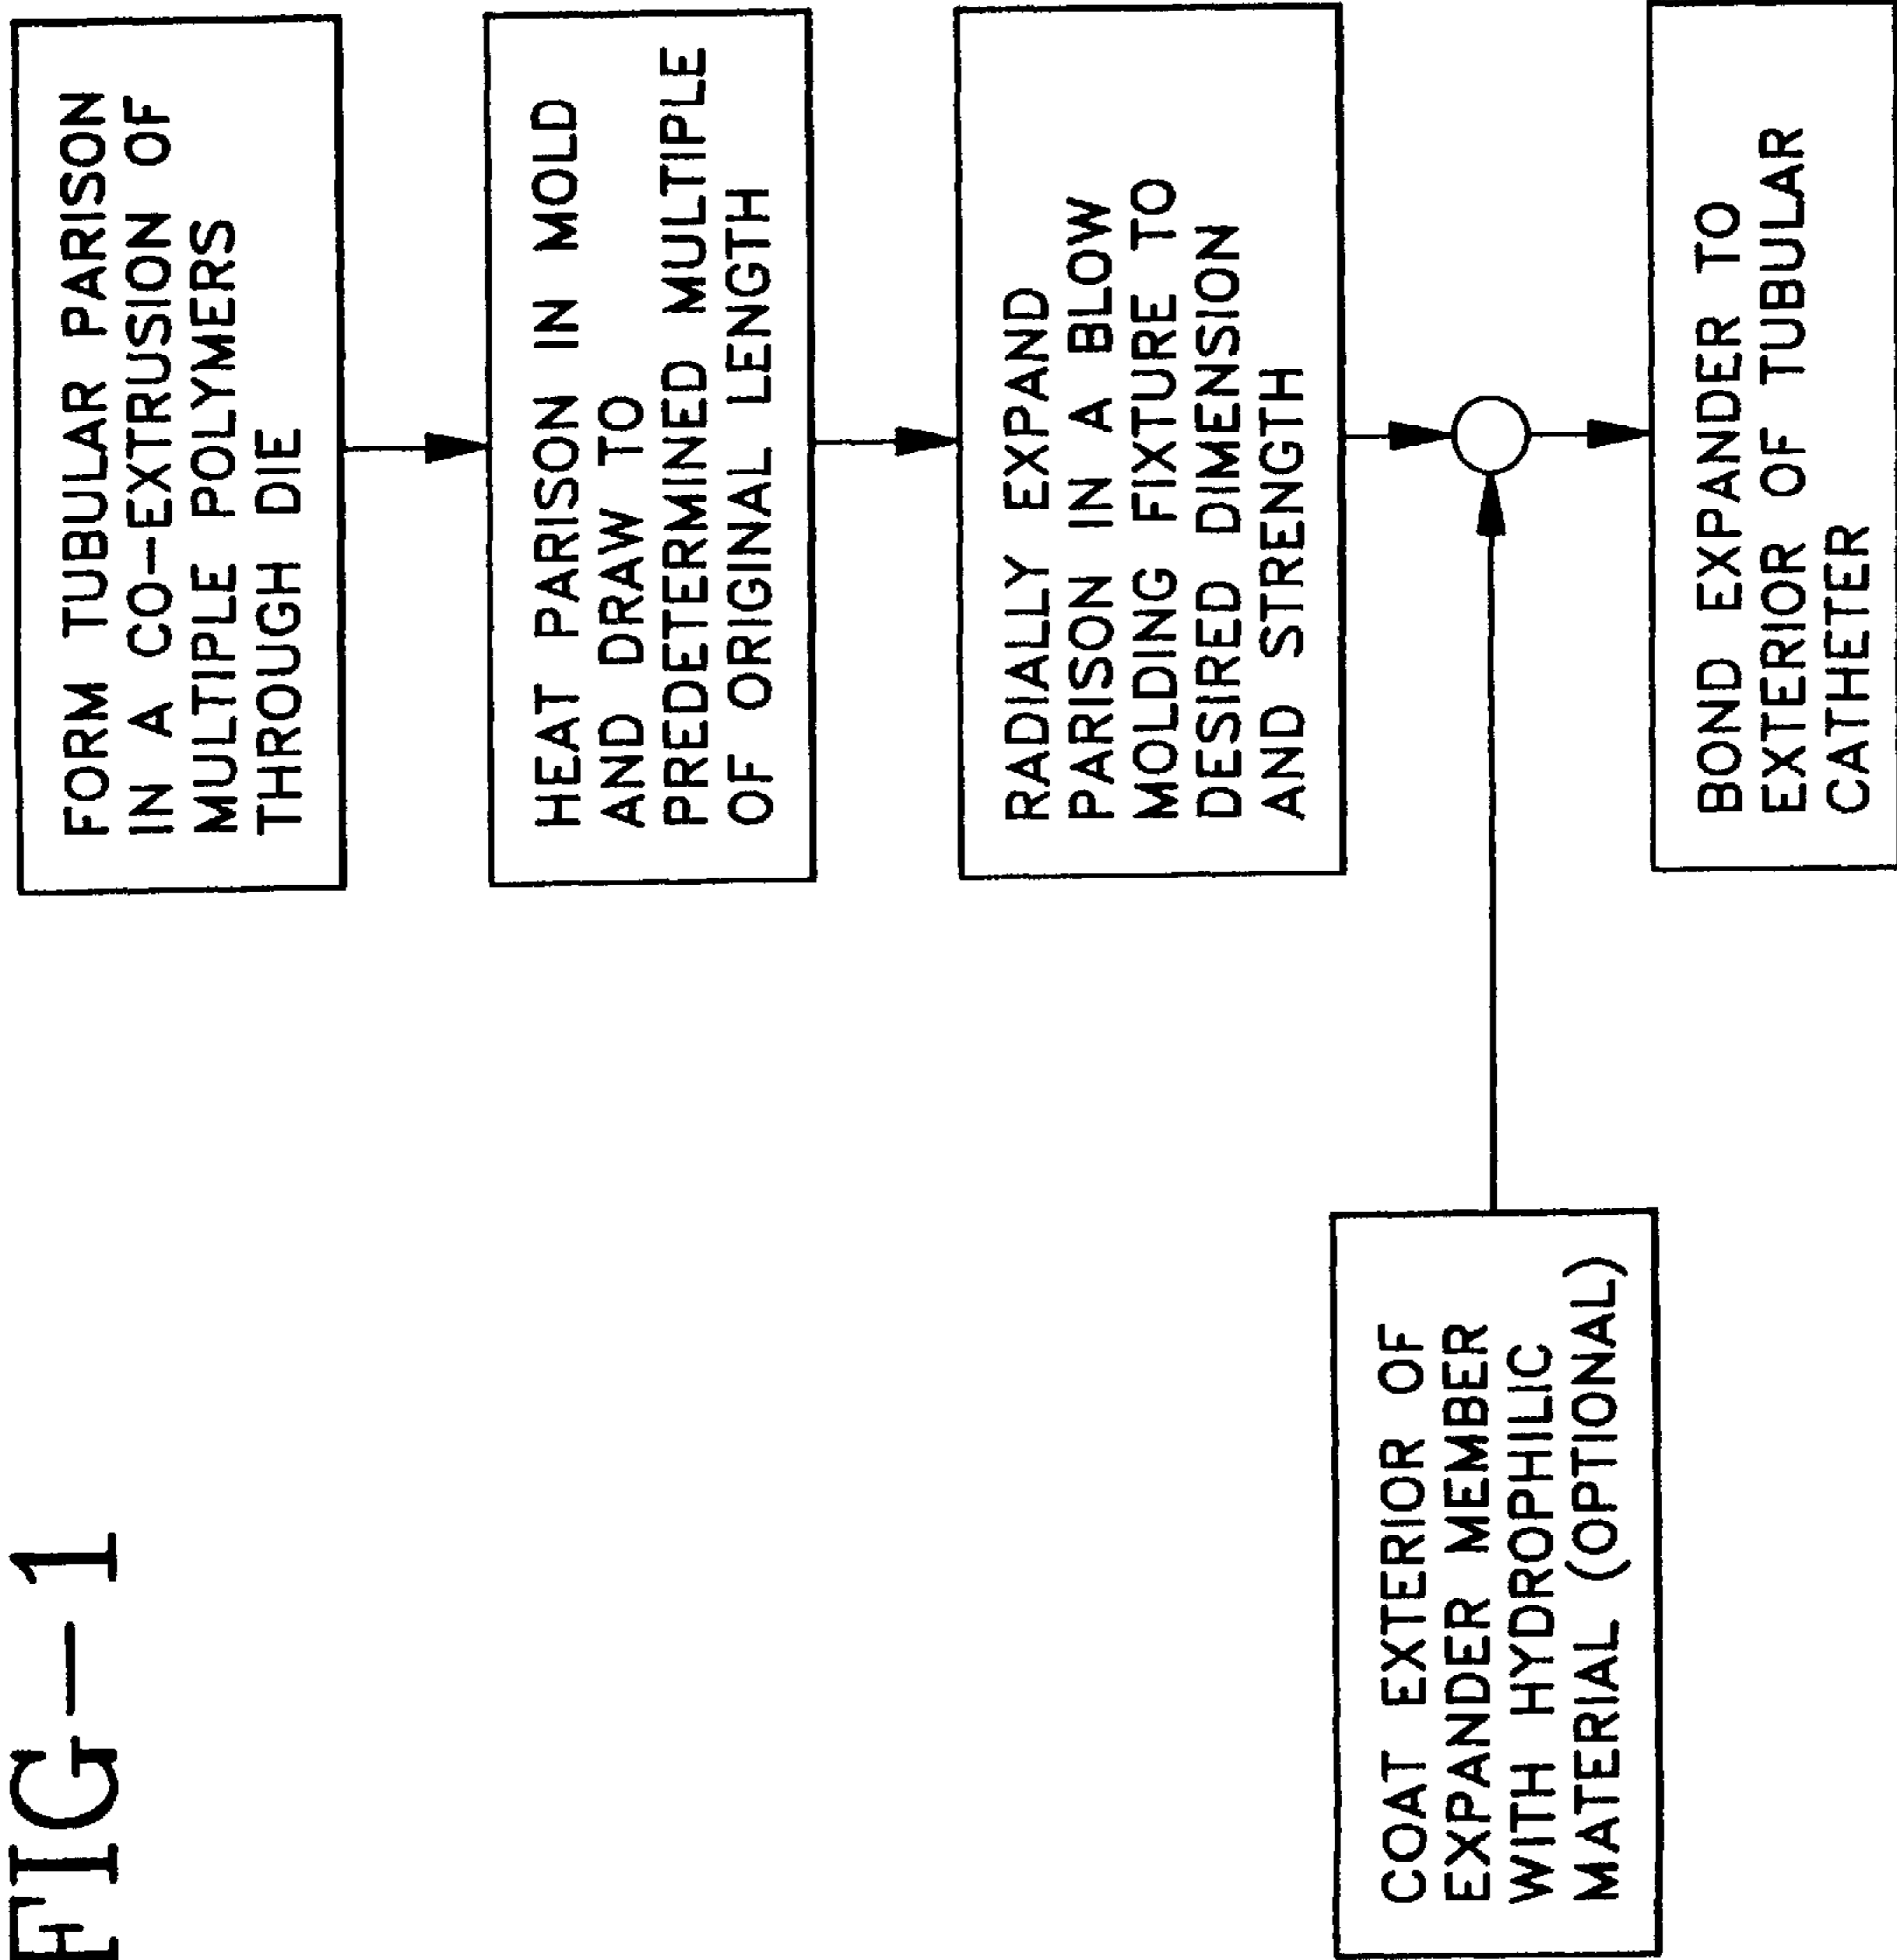 FIG-1
FORM TUBULAR PARISON
IN A CO-EXTRUSION OF
MULTIPLE POLYMERS
THROUGH DIE
HEAT PARISON IN MOLD
AND DRAW TO
PREDETERMINED MULTIPLE
OF ORIGINAL LENGTH
RADIALLY EXPAND
PARISON IN A BLOW
MOLDING FIXTURE TO
DESIRED DIMENSION
AND STRENGTH
COAT EXTERIOR OF
EXPANDER MEMBER
WITH HYDROPHILIC
MATERIAL (OPTIONAL)
BOND EXPANDER TO
EXTERIOR OF TUBULAR
CATHETER